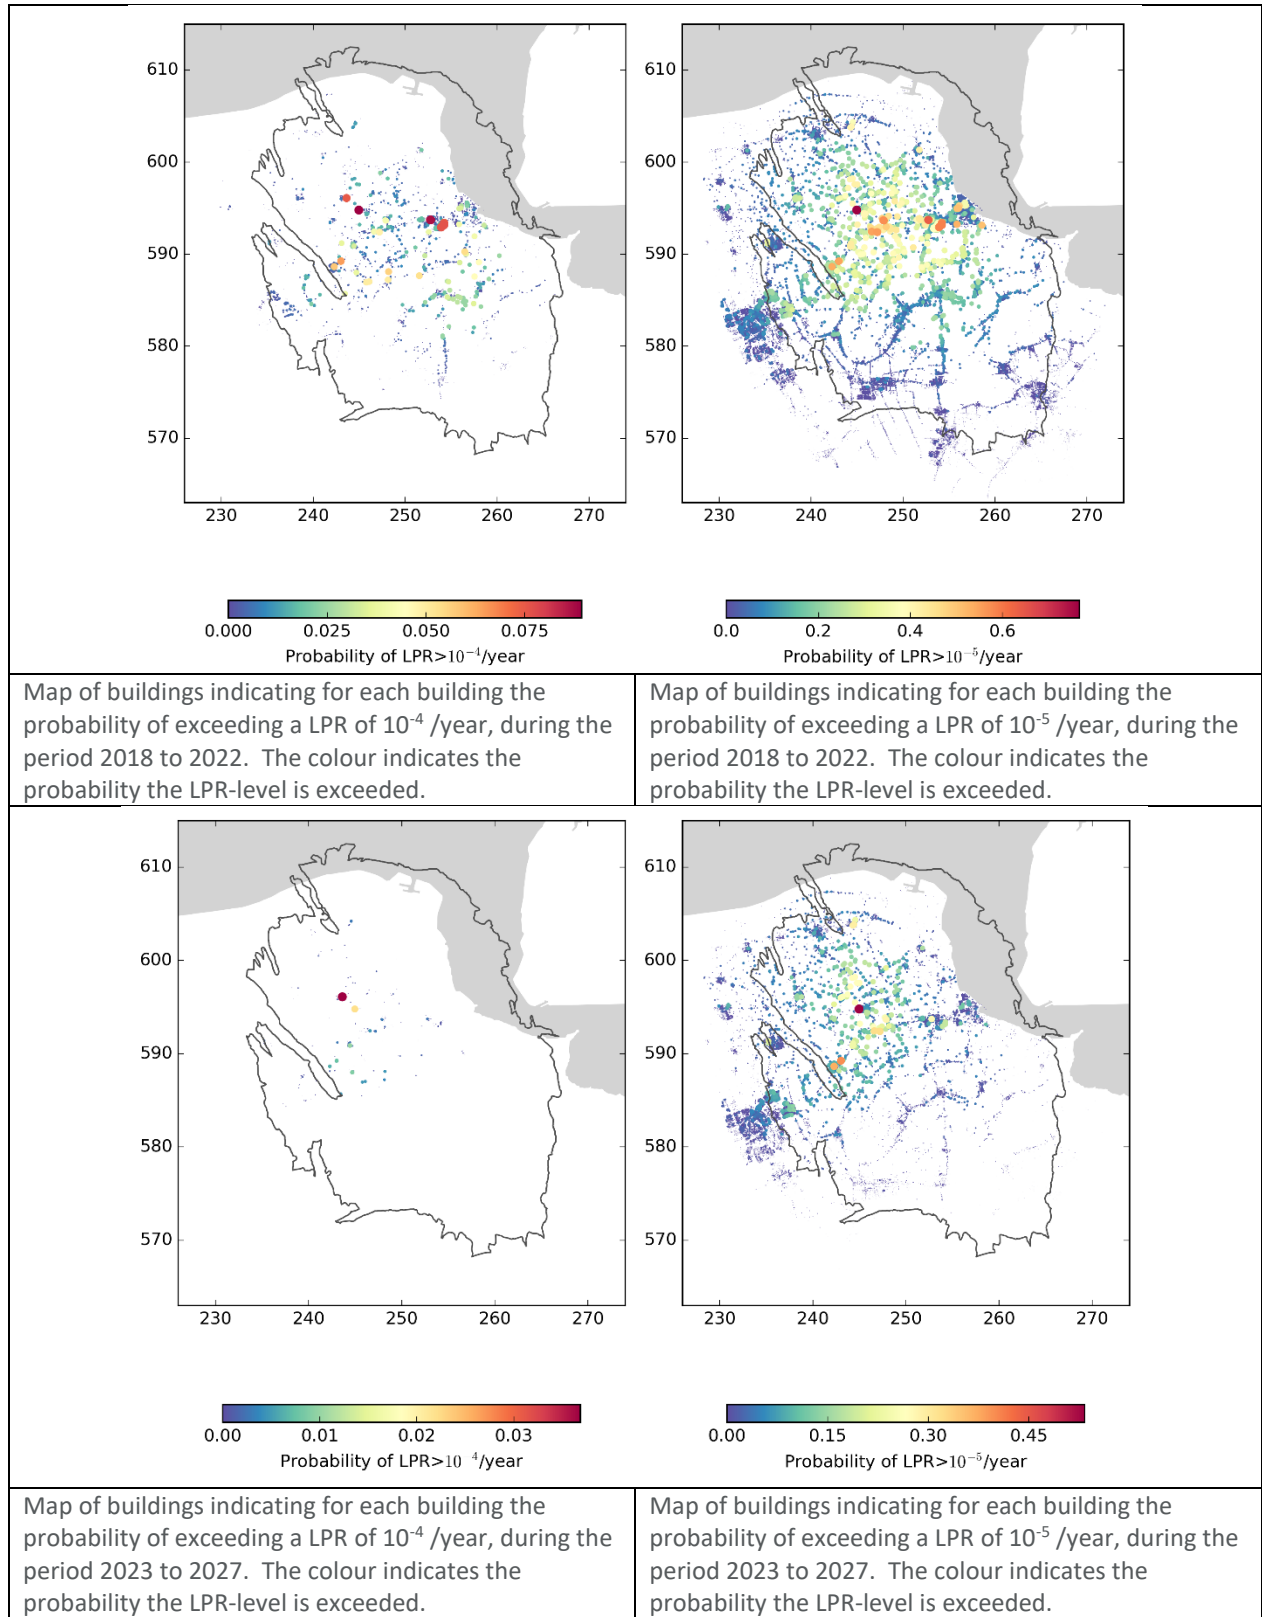 610
600
590
580
570
230 240 250 260 270
0.000 0.025 0.050 0.075
Probability of LPR>10⁻⁴/year
610
600
590
580
570
230 240 250 260 270
0.0 0.2 0.4 0.6
Probability of LPR>10⁻⁵/year
Map of buildings indicating for each building the
probability of exceeding a LPR of 10⁻⁴ /year, during the
period 2018 to 2022. The colour indicates the
probability the LPR-level is exceeded.
Map of buildings indicating for each building the
probability of exceeding a LPR of 10⁻⁵ /year, during the
period 2018 to 2022. The colour indicates the
probability the LPR-level is exceeded.
610
600
590
580
570
230 240 250 260 270
0.00 0.01 0.02 0.03
Probability of LPR>10 ⁴/year
610
600
590
580
570
230 240 250 260 270
0.00 0.15 0.30 0.45
Probability of LPR>10⁻⁵/year
Map of buildings indicating for each building the
probability of exceeding a LPR of 10⁻⁴ /year, during the
period 2023 to 2027. The colour indicates the
probability the LPR-level is exceeded.
Map of buildings indicating for each building the
probability of exceeding a LPR of 10⁻⁵ /year, during the
period 2023 to 2027. The colour indicates the
probability the LPR-level is exceeded.